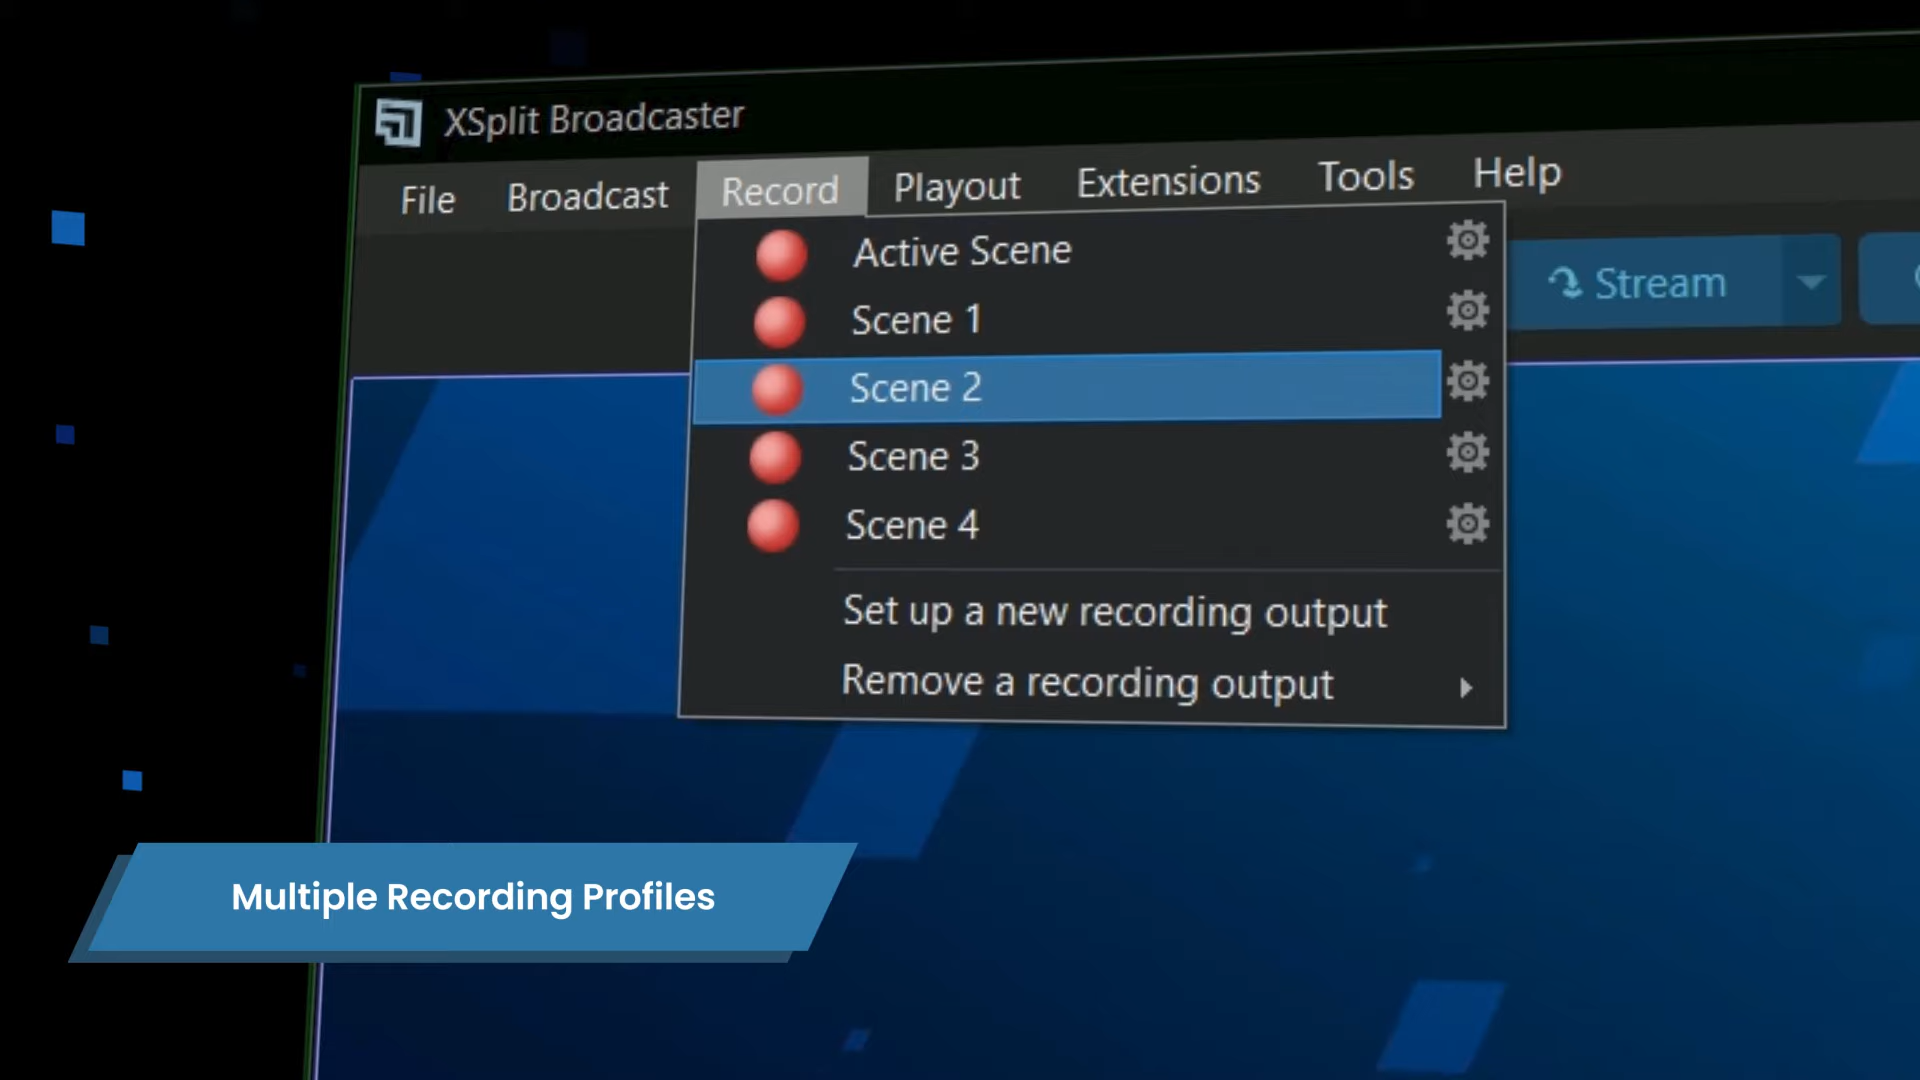 XSplit Broadcaster
File Broadcast Record Playout Extensions Tools Help
Active Scene
Stream
Scene 1
Scene 2
Scene 3
Scene 4
Set up a new recording output
Remove a recording output
Multiple Recording Profiles